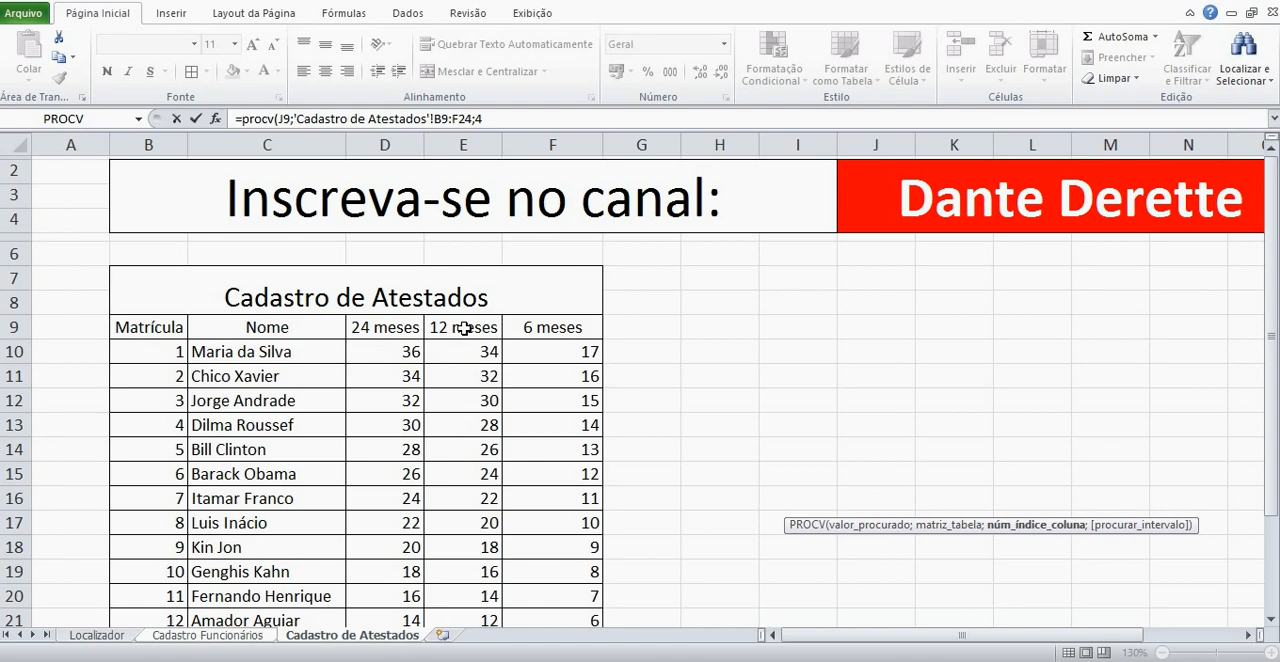 Arquivo Página Inicial Inserir Layout da Página Fórmulas Dados Revisão Exibição
Colar
Área de Tran...
11
N I S
Fonte
Quebrar Texto Automaticamente
Mesclar e Centralizar
Alinhamento
Geral
% 000
Número
Formatação Condicional
Formatar como Tabela
Estilos de Célula
Estilo
Inserir Excluir Formatar
Células
AutoSoma
Preencher
Limpar
Classificar e Filtrar
Localizar e Selecionar
Edição
PROCV =procv(J9;'Cadastro de Atestados'!B9:F24;4
A B C D E F G H I J K L M N
2
3
4
6
7
8
9
10
11
12
13
14
15
16
17
18
19
20
21
Inscreva-se no canal: Dante Derette
Cadastro de Atestados
Matrícula Nome 24 meses 12 meses 6 meses
1 Maria da Silva 36 34 17
2 Chico Xavier 34 32 16
3 Jorge Andrade 32 30 15
4 Dilma Roussef 30 28 14
5 Bill Clinton 28 26 13
6 Barack Obama 26 24 12
7 Itamar Franco 24 22 11
8 Luis Inácio 22 20 10
9 Kin Jon 20 18 9
10 Genghis Kahn 18 16 8
11 Fernando Henrique 16 14 7
12 Amador Aguiar 14 12 6
PROCV(valor_procurado; matriz_tabela; núm_índice_coluna; [procurar_intervalo])
Localizador Cadastro Funcionários Cadastro de Atestados
130%